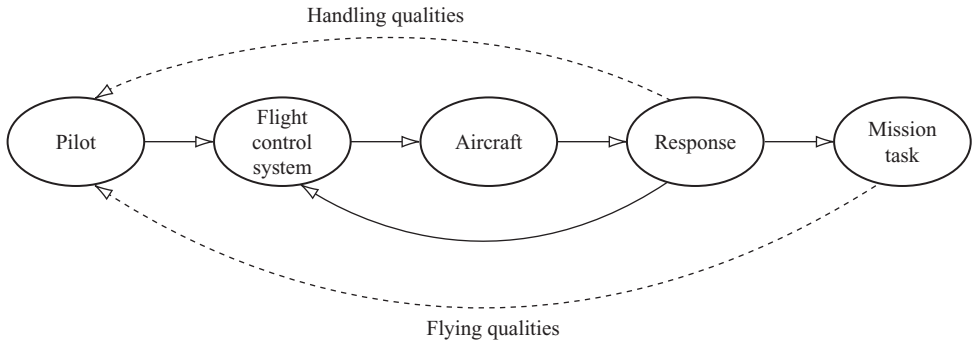 Handling qualities
Pilot
Flight
control
system
Aircraft
Response
Mission
task
Flying qualities